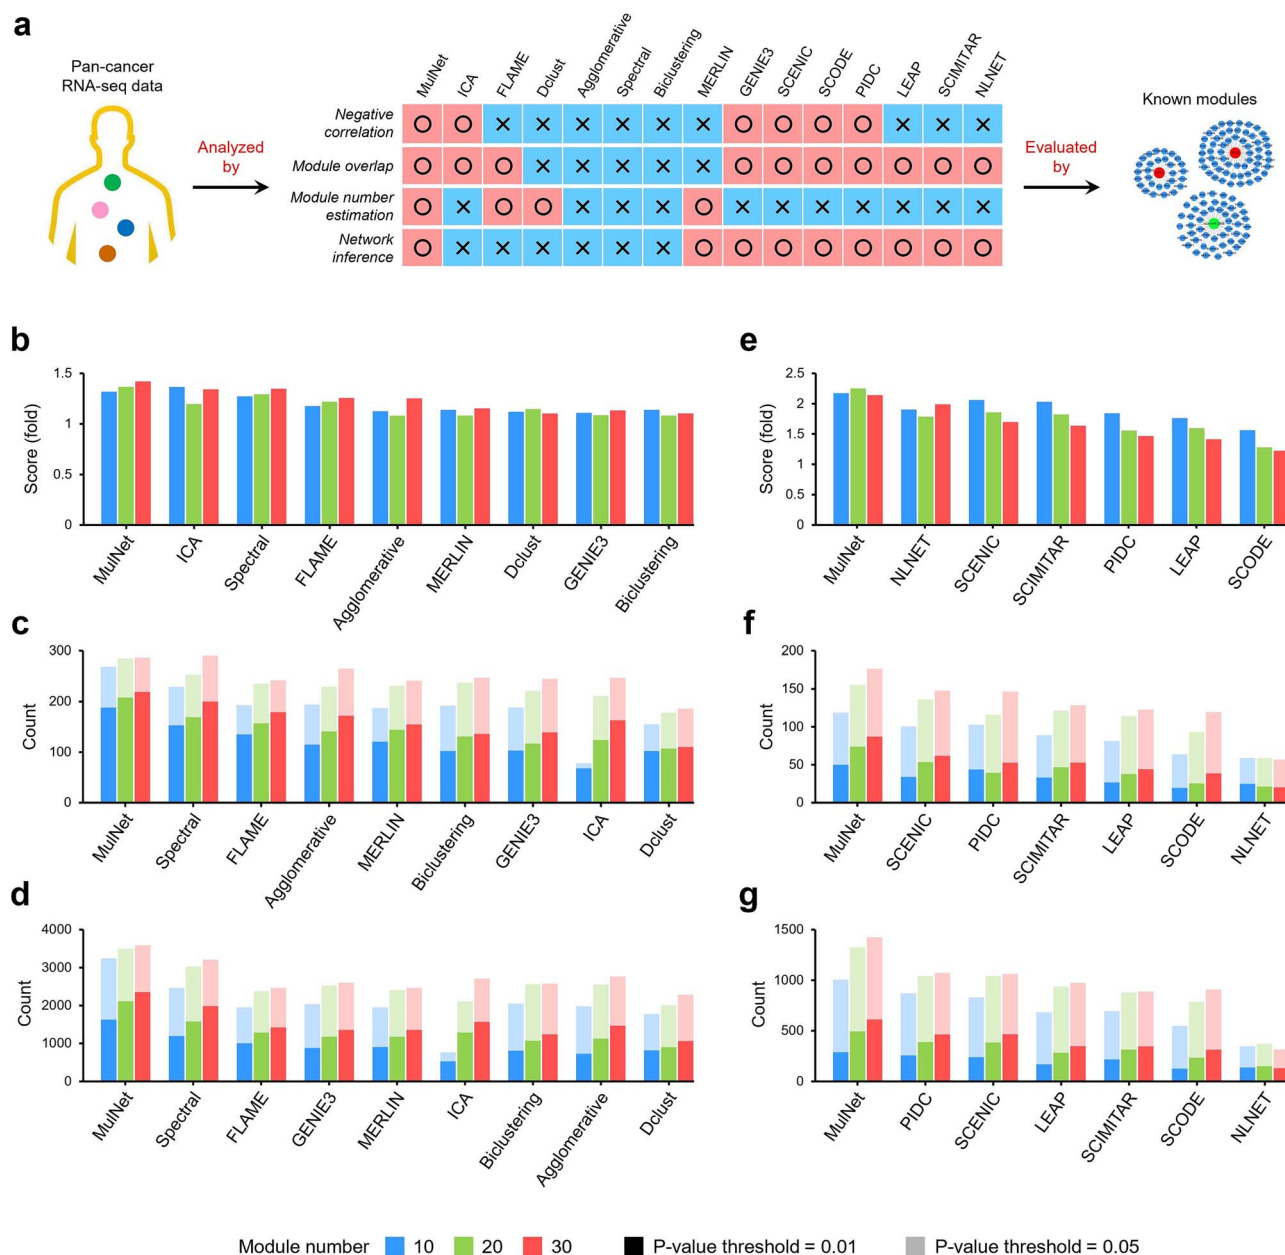 a
Pan-cancer
RNA-seq data
Analyzed
by
MulNet
ICA
FLAME
Dclust
Agglomerative
Spectral
Biclustering
MERLIN
GENIE3
SCENIC
SCODE
PIDC
LEAP
SCIMITAR
NLNET
Negative
correlation
Module overlap
Module number
estimation
Network
inference
Evaluated
by
Known modules
b
Score (fold)
1.5
1
0.5
0
MulNet
ICA
Spectral
FLAME
Agglomerative
MERLIN
Dclust
GENIE3
Biclustering
e
Score (fold)
2.5
2
1.5
1
0.5
0
MulNet
NLNET
SCENIC
SCIMITAR
PIDC
LEAP
SCODE
c
Count
300
200
100
0
MulNet
Spectral
FLAME
Agglomerative
MERLIN
Biclustering
GENIE3
ICA
Dclust
f
Count
200
150
100
50
0
MulNet
SCENIC
PIDC
SCIMITAR
LEAP
SCODE
NLNET
d
Count
4000
3000
2000
1000
0
MulNet
Spectral
FLAME
GENIE3
MERLIN
ICA
Biclustering
Agglomerative
Dclust
g
Count
1500
1000
500
0
MulNet
PIDC
SCENIC
LEAP
SCIMITAR
SCODE
NLNET
Module number 10 20 30 P-value threshold = 0.01 P-value threshold = 0.05